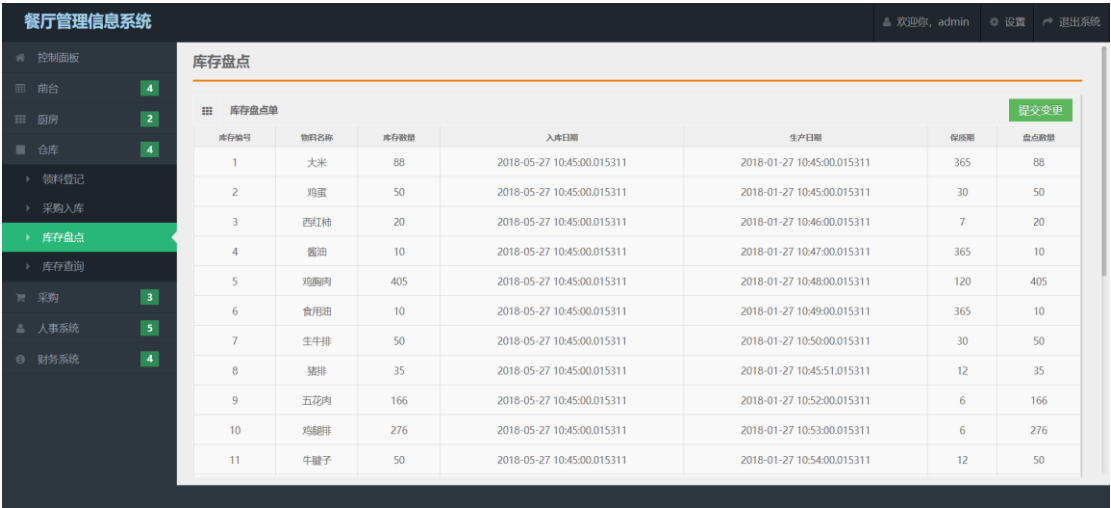 餐厅管理信息系统
欢迎你, admin 设置 退出系统
控制面板
前台 4
厨房 2
仓库 4
领料登记
采购入库
库存盘点
库存查询
采购 3
人事系统 5
财务系统 4
库存盘点
库存盘点单 提交变更
库存编号 物料名称 库存数量 入库日期 生产日期 保质期 盘点数量
1 大米 88 2018-05-27 10:45:00.015311 2018-01-27 10:45:00.015311 365 88
2 鸡蛋 50 2018-05-27 10:45:00.015311 2018-01-27 10:45:00.015311 30 50
3 西红柿 20 2018-05-27 10:45:00.015311 2018-01-27 10:46:00.015311 7 20
4 酱油 10 2018-05-27 10:45:00.015311 2018-01-27 10:47:00.015311 365 10
5 鸡胸肉 405 2018-05-27 10:45:00.015311 2018-01-27 10:48:00.015311 120 405
6 食用油 10 2018-05-27 10:45:00.015311 2018-01-27 10:49:00.015311 365 10
7 生牛排 50 2018-05-27 10:45:00.015311 2018-01-27 10:50:00.015311 30 50
8 猪排 35 2018-05-27 10:45:00.015311 2018-01-27 10:45:51.015311 12 35
9 五花肉 166 2018-05-27 10:45:00.015311 2018-01-27 10:52:00.015311 6 166
10 鸡腿排 276 2018-05-27 10:45:00.015311 2018-01-27 10:53:00.015311 6 276
11 牛腱子 50 2018-05-27 10:45:00.015311 2018-01-27 10:54:00.015311 12 50